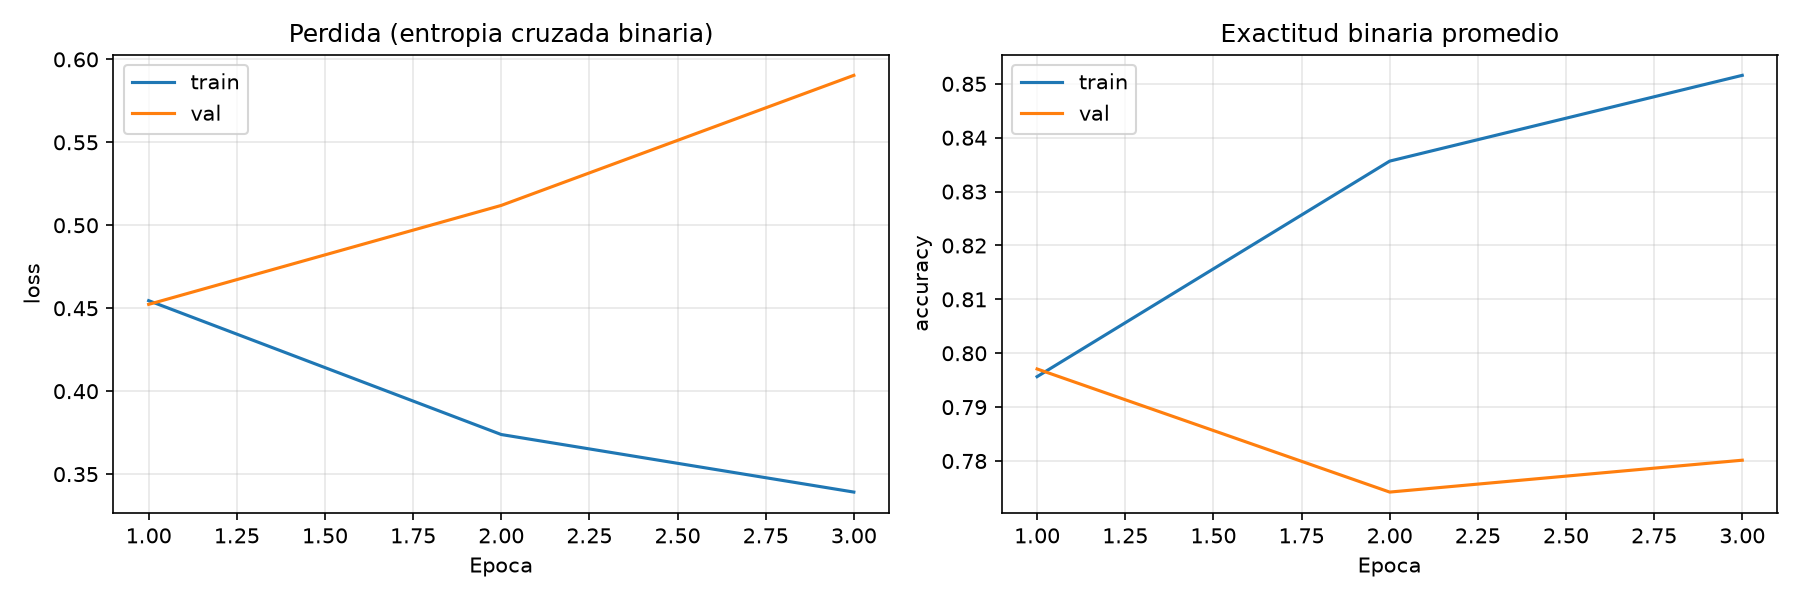 Perdida (entropia cruzada binaria)
train
val
0.60
0.55
0.50
0.45
0.40
0.35
loss
1.00 1.25 1.50 1.75 2.00 2.25 2.50 2.75 3.00
Epoca
Exactitud binaria promedio
train
val
0.85
0.84
0.83
0.82
0.81
0.80
0.79
0.78
accuracy
1.00 1.25 1.50 1.75 2.00 2.25 2.50 2.75 3.00
Epoca